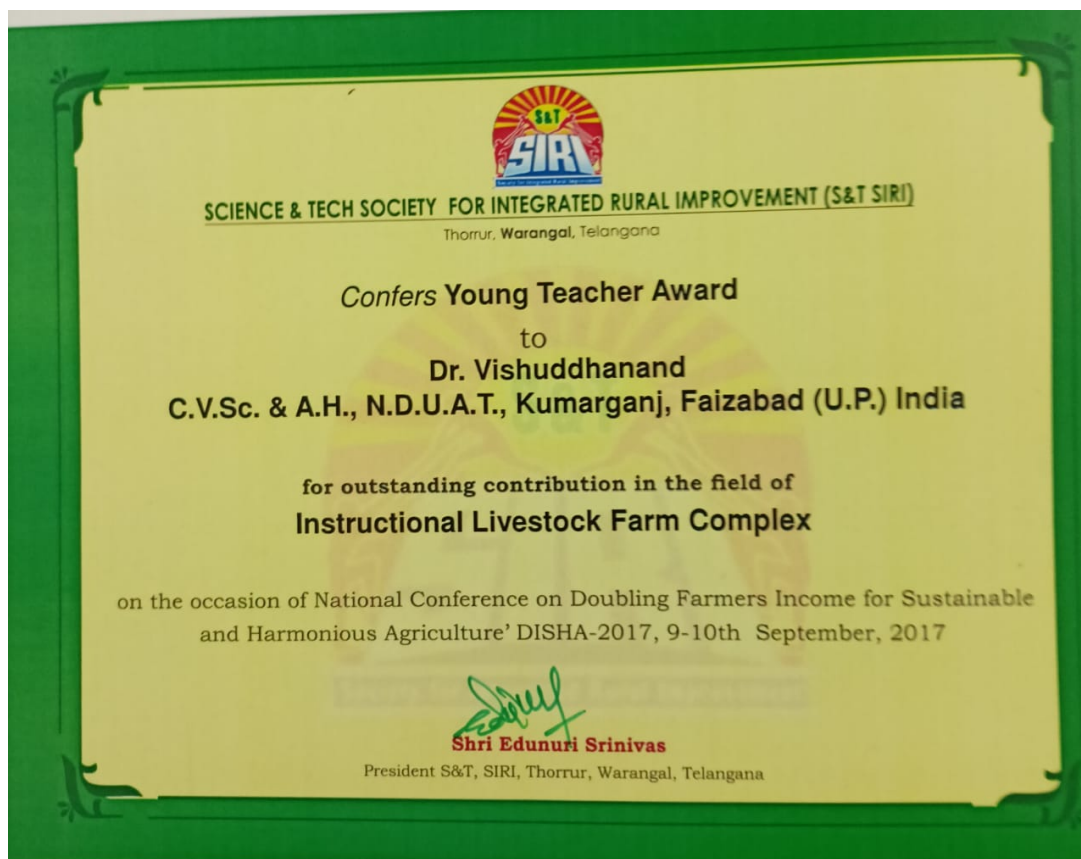 S&T
SIRI
SCIENCE & TECH SOCIETY FOR INTEGRATED RURAL IMPROVEMENT (S&T SIRI)
Thorrur, Warangal, Telangana
Confers Young Teacher Award
to
Dr. Vishuddhanand
C.V.Sc. & A.H., N.D.U.A.T., Kumarganj, Faizabad (U.P.) India
for outstanding contribution in the field of
Instructional Livestock Farm Complex
on the occasion of National Conference on Doubling Farmers Income for Sustainable
and Harmonious Agriculture’ DISHA-2017, 9-10th September, 2017
Shri Edunuri Srinivas
President S&T, SIRI, Thorrur, Warangal, Telangana